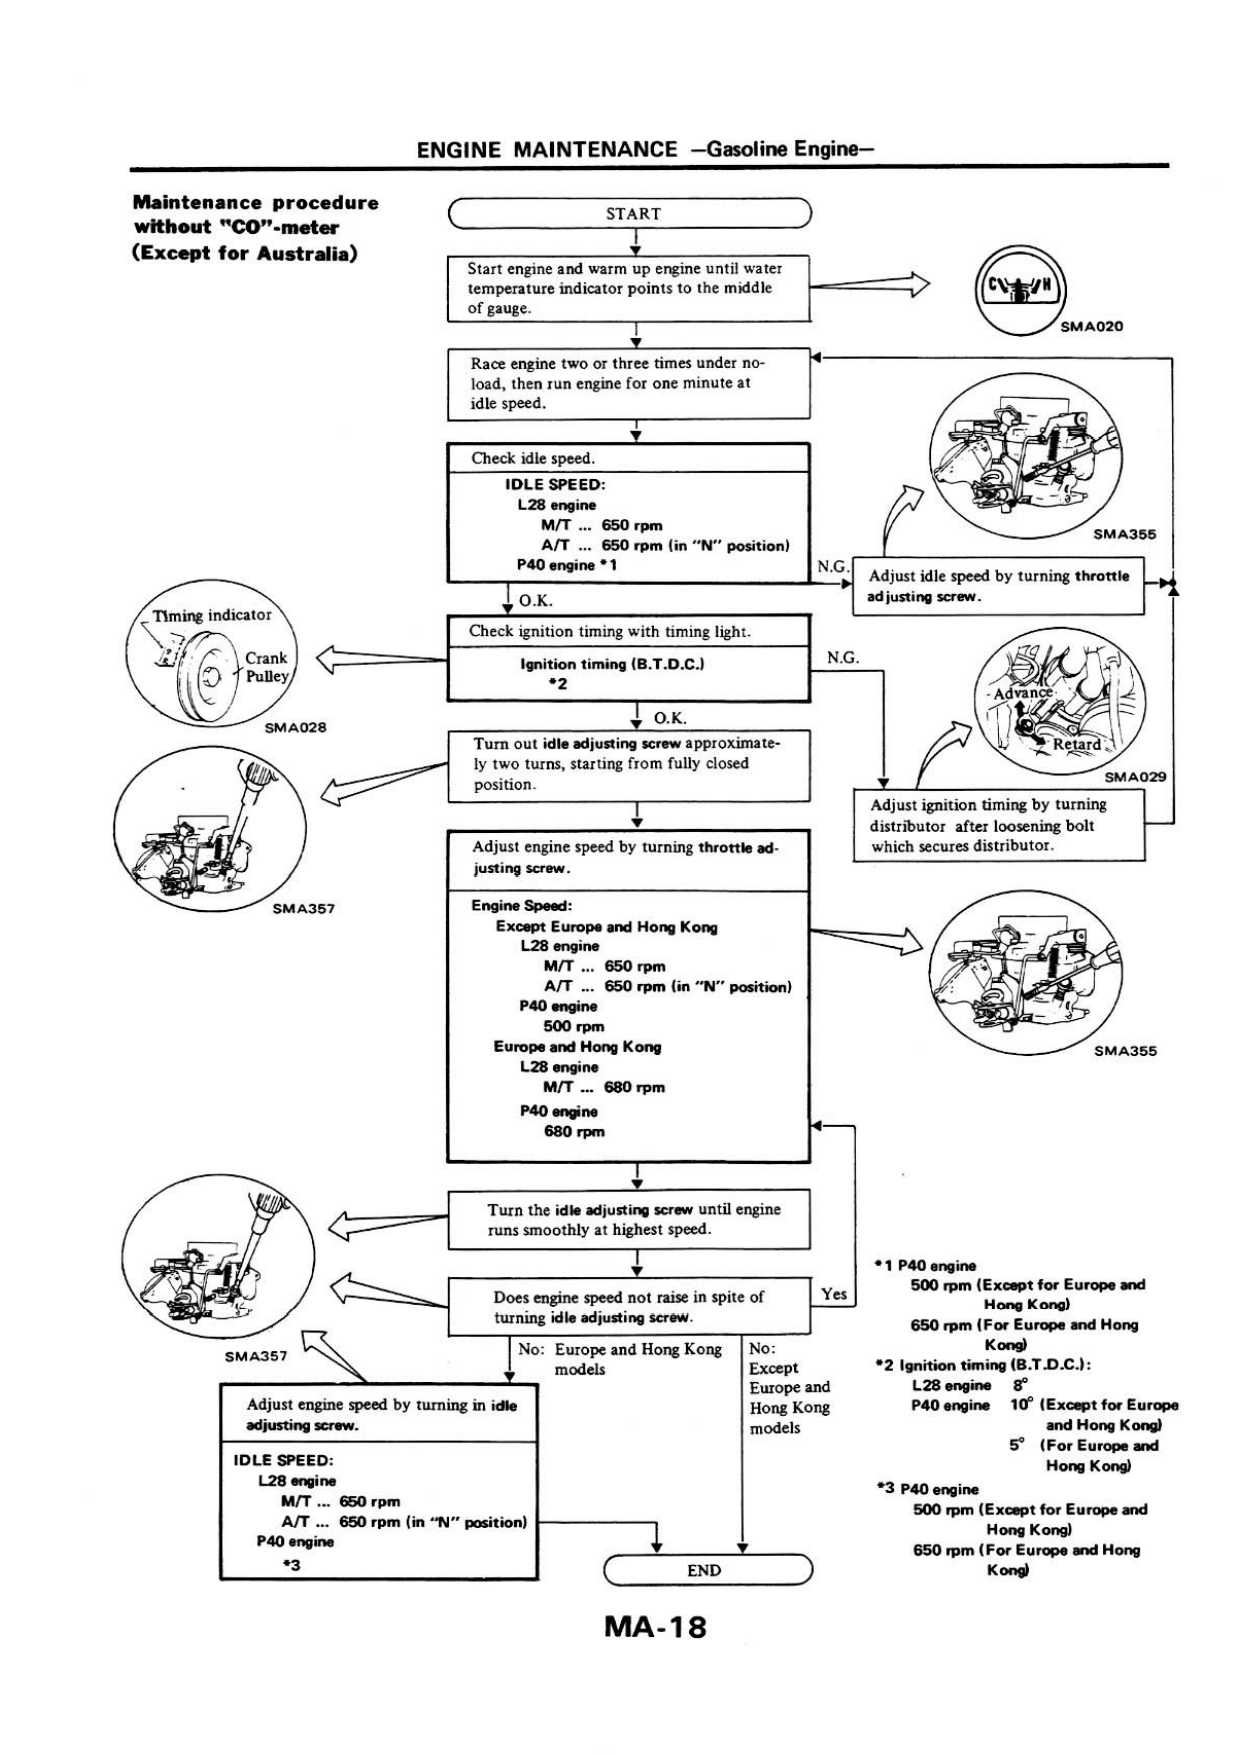 ENGINE MAINTENANCE —Gasoline Engine—
Maintenance procedure
without "CO"-meter
(Except for Australia)
START
Start engine and warm up engine until water
temperature indicator points to the middle
of gauge.
C H
SMA020
Race engine two or three times under no-
load, then run engine for one minute at
idle speed.
Check idle speed.
IDLE SPEED:
L28 engine
M/T ... 650 rpm
A/T ... 650 rpm (in "N" position)
P40 engine *1
SMA355
N.G.
Adjust idle speed by turning throttle
adjusting screw.
O.K.
Timing indicator
Crank
Pulley
SMA028
Check ignition timing with timing light.
Ignition timing (B.T.D.C.)
*2
N.G.
Advance
Retard
SMA029
O.K.
Turn out idle adjusting screw approximate-
ly two turns, starting from fully closed
position.
SMA357
Adjust ignition timing by turning
distributor after loosening bolt
which secures distributor.
Adjust engine speed by turning throttle ad-
justing screw.
Engine Speed:
Except Europe and Hong Kong
L28 engine
M/T ... 650 rpm
A/T ... 650 rpm (in "N" position)
P40 engine
500 rpm
Europe and Hong Kong
L28 engine
M/T ... 680 rpm
P40 engine
680 rpm
SMA355
Turn the idle adjusting screw until engine
runs smoothly at highest speed.
Does engine speed not raise in spite of
turning idle adjusting screw.
Yes
SMA357
No: Europe and Hong Kong
models
No:
Except
Europe and
Hong Kong
models
Adjust engine speed by turning in idle
adjusting screw.
IDLE SPEED:
L28 engine
M/T ... 650 rpm
A/T ... 650 rpm (in "N" position)
P40 engine
*3
END
*1 P40 engine
500 rpm (Except for Europe and
Hong Kong)
650 rpm (For Europe and Hong
Kong)
*2 Ignition timing (B.T.D.C.):
L28 engine 8°
P40 engine 10° (Except for Europe
and Hong Kong)
5° (For Europe and
Hong Kong)
*3 P40 engine
500 rpm (Except for Europe and
Hong Kong)
650 rpm (For Europe and Hong
Kong)
MA-18